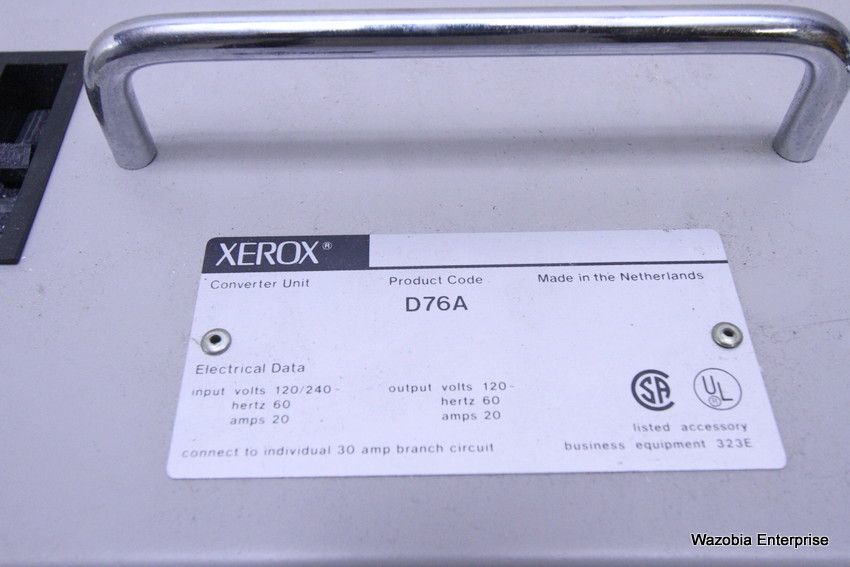 XEROX®
Converter Unit Product Code Made in the Netherlands
D76A
Electrical Data
input volts 120/240~ output volts 120~
hertz 60 hertz 60
amps 20 amps 20
SA UL
listed accessory
connect to individual 30 amp branch circuit business equipment 323E
Wazobia Enterprise